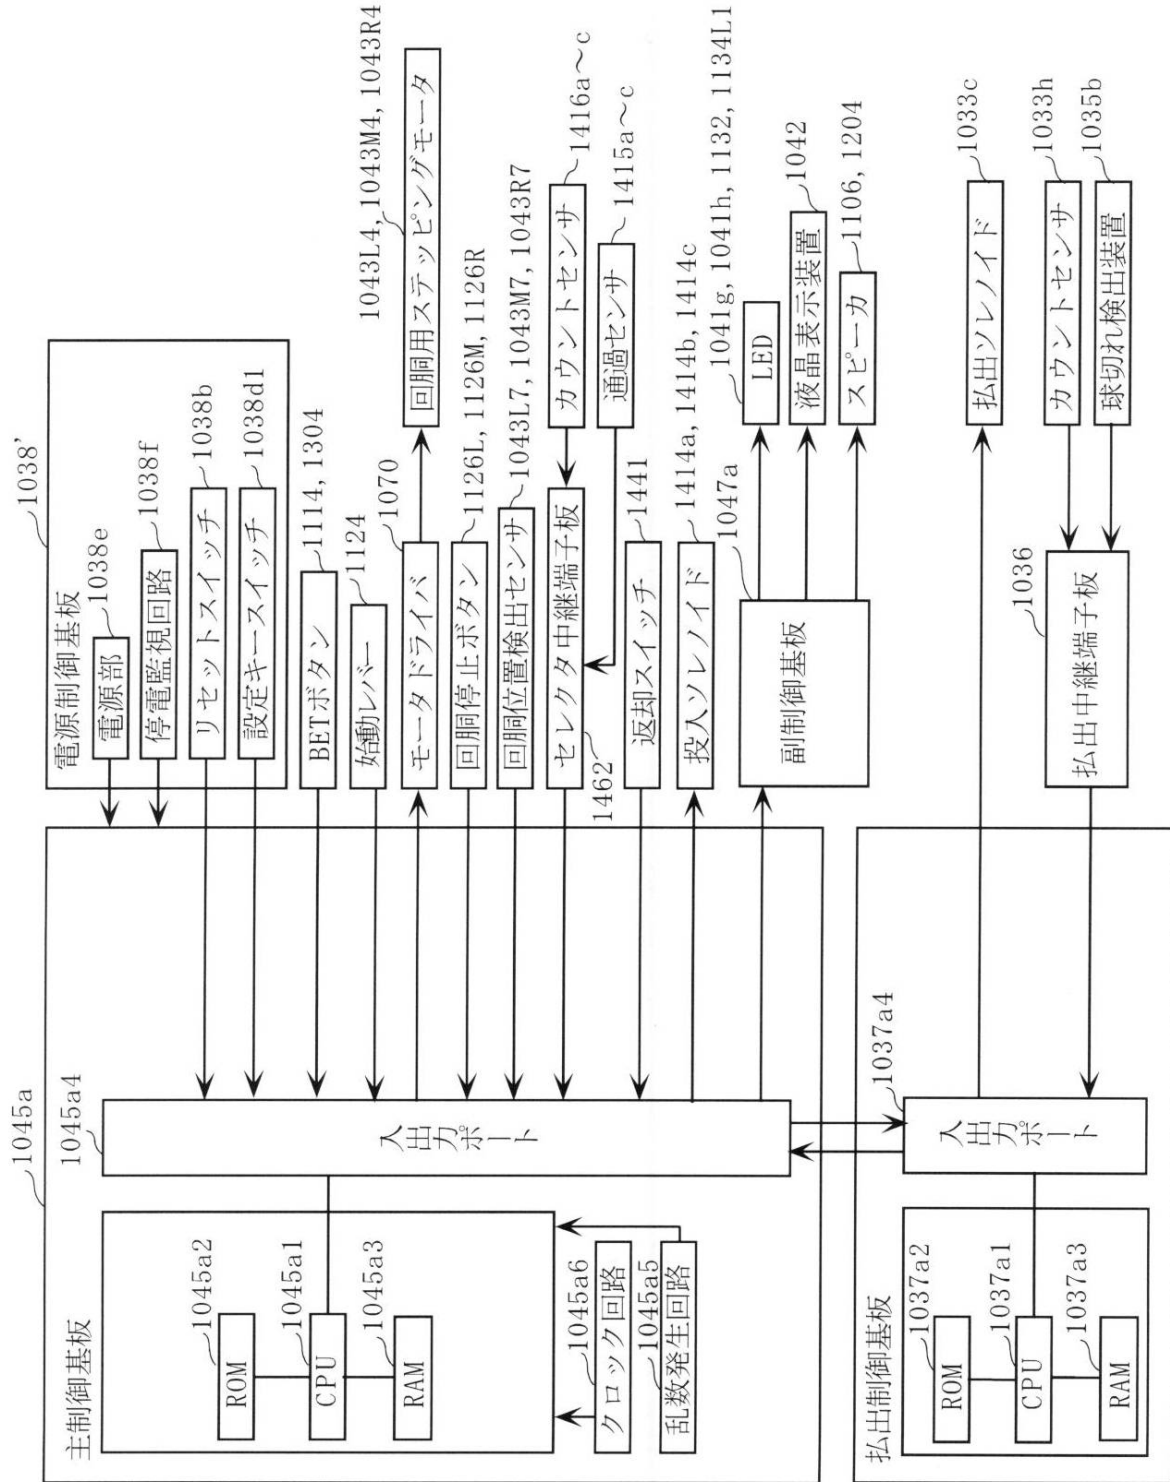 1045a
主制御基板
ROM
1045a2
CPU
1045a1
RAM
1045a3
クロック回路
1045a6
乱数発生回路
1045a5
入出力ポート
1045a4
電源制御基板
1038'
電源部
1038e
停電監視回路
1038f
リセットスイッチ
1038b
設定キースイッチ
1038d1
BETボタン
1114, 1304
始動レバー
1124
モータドライバ
1070
回胴用ステッピングモータ
1043L4, 1043M4, 1043R4
回胴停止ボタン
1126L, 1126M, 1126R
回胴位置検出センサ
1043L7, 1043M7, 1043R7
セレクタ中継端子板
1462
カウントセンサ
1416a～c
通過センサ
1415a～c
返却スイッチ
1441
投入ソレノイド
1414a, 1414b, 1414c
副制御基板
1047a
LED
1041g, 1041h, 1132, 1134L1
液晶表示装置
1042
スピーカ
1106, 1204
払出制御基板
ROM
1037a2
CPU
1037a1
RAM
1037a3
入出力ポート
1037a4
払出ソレノイド
1033c
払出中継端子板
1036
カウントセンサ
1033h
球切れ検出装置
1035b